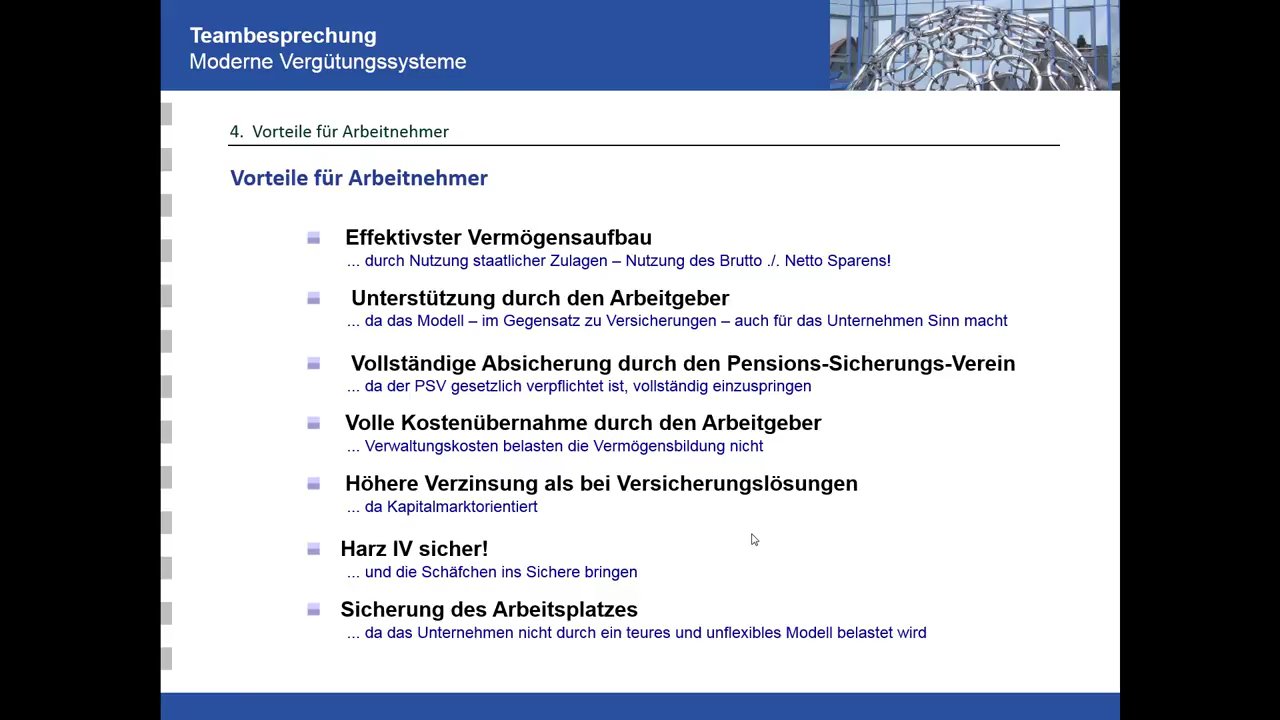 Teambesprechung
Moderne Vergütungssysteme
4. Vorteile für Arbeitnehmer
Vorteile für Arbeitnehmer
Effektivster Vermögensaufbau
... durch Nutzung staatlicher Zulagen – Nutzung des Brutto ./. Netto Sparens!
Unterstützung durch den Arbeitgeber
... da das Modell – im Gegensatz zu Versicherungen – auch für das Unternehmen Sinn macht
Vollständige Absicherung durch den Pensions-Sicherungs-Verein
... da der PSV gesetzlich verpflichtet ist, vollständig einzuspringen
Volle Kostenübernahme durch den Arbeitgeber
... Verwaltungskosten belasten die Vermögensbildung nicht
Höhere Verzinsung als bei Versicherungslösungen
... da Kapitalmarktorientiert
Harz IV sicher!
... und die Schäfchen ins Sichere bringen
Sicherung des Arbeitsplatzes
... da das Unternehmen nicht durch ein teures und unflexibles Modell belastet wird